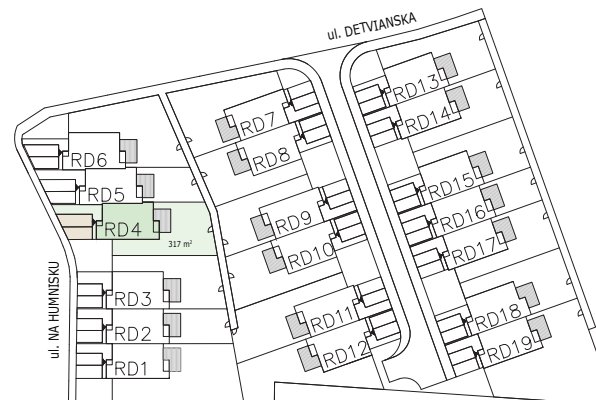 ul. DETVIANSKA
RD13
RD7
RD14
RD6
RD8
RD5
RD15
RD4
RD9
RD16
317 m²
RD10
RD17
ul. NA HUMNISKU
RD3
RD11
RD18
RD2
RD12
RD19
RD1